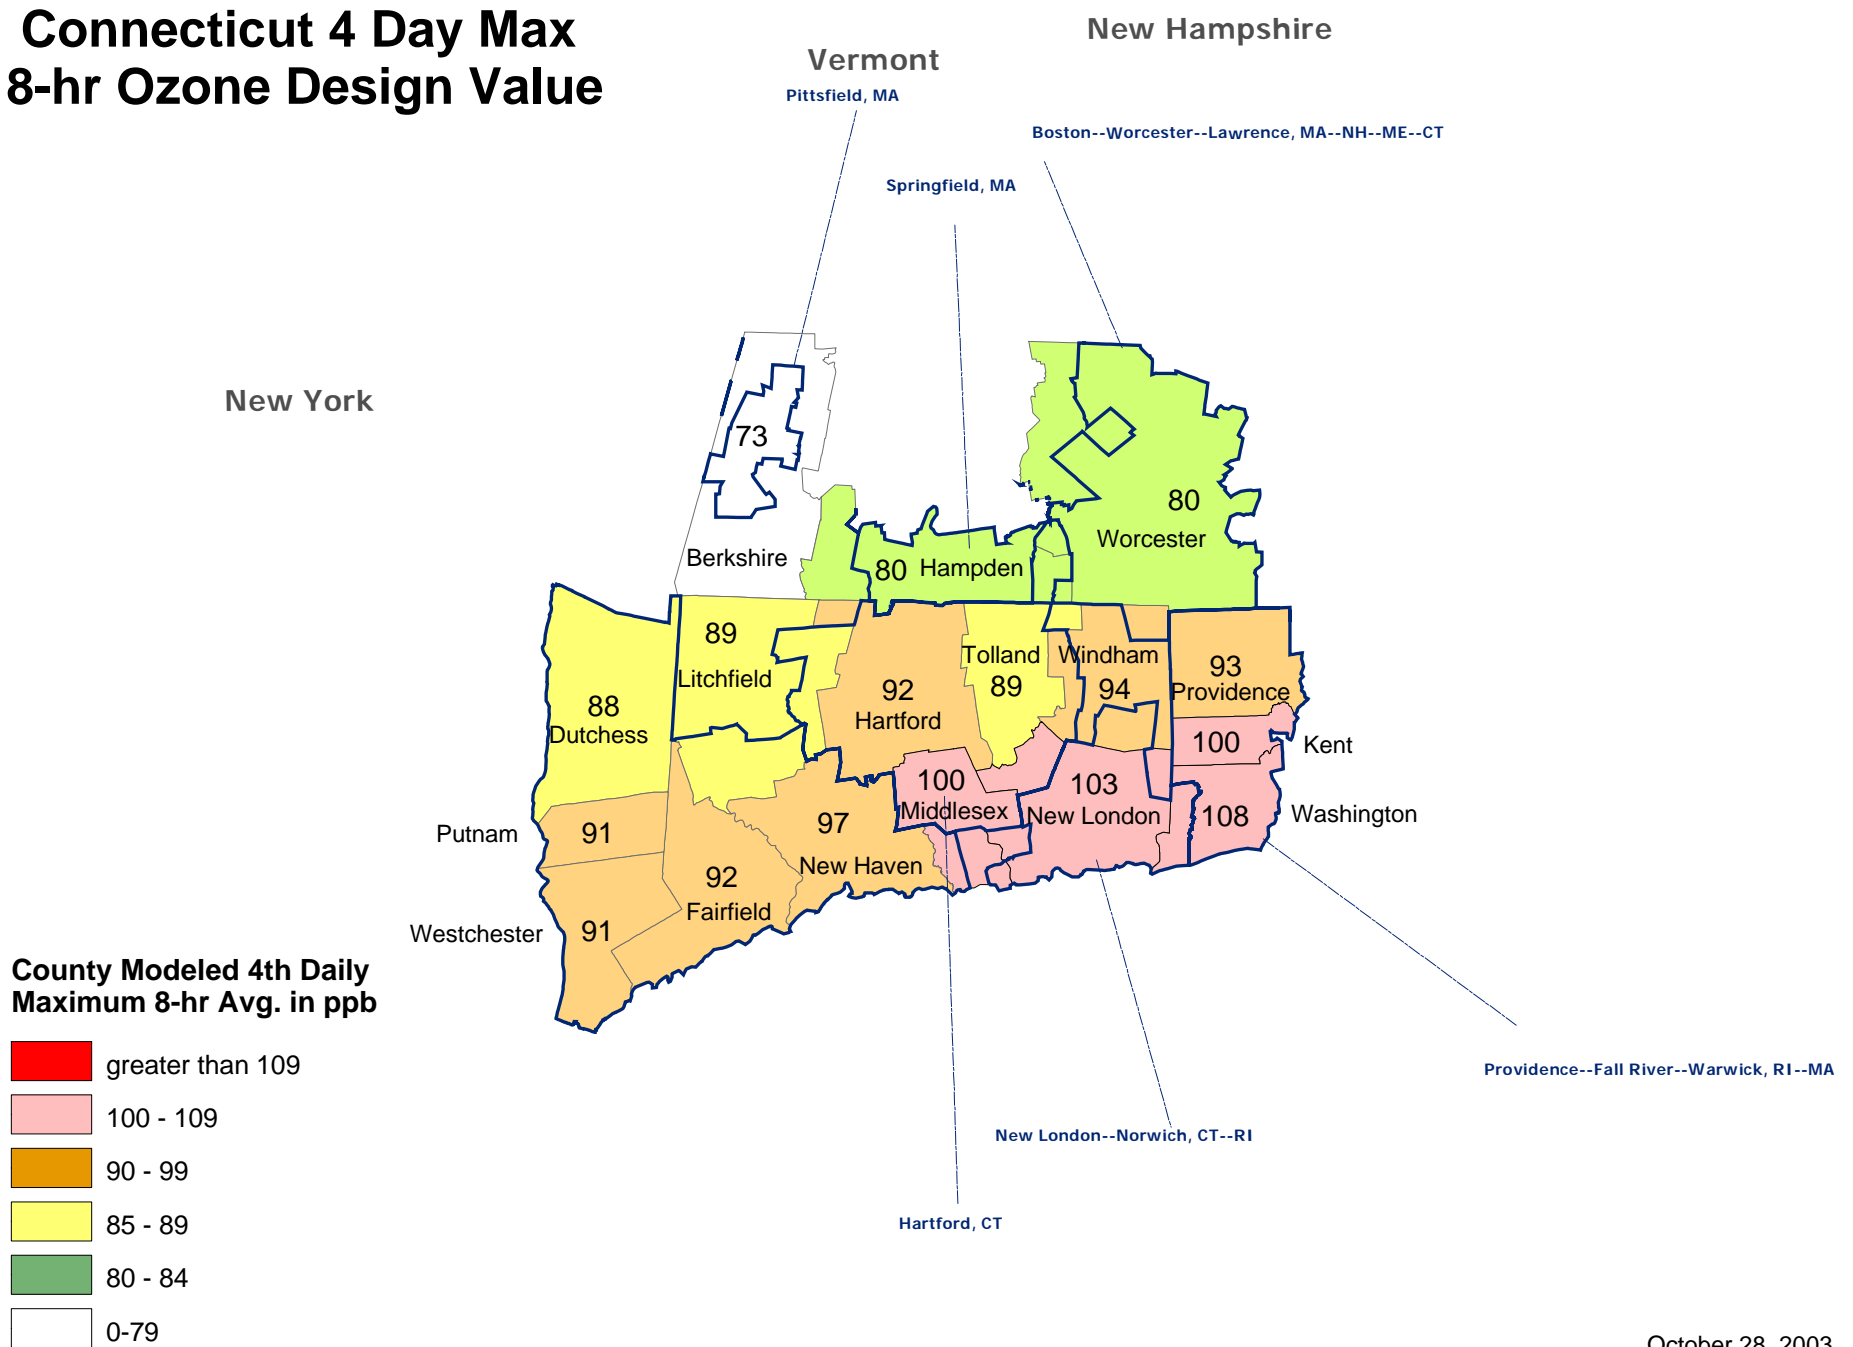 Connecticut 4 Day Max
8-hr Ozone Design Value
New Hampshire
Vermont
Pittsfield, MA
Boston--Worcester--Lawrence, MA--NH--ME--CT
Springfield, MA
New York
73
80
Worcester
Berkshire
80 Hampden
89
Litchfield
Tolland
89
Windham
94
93
Providence
88
Dutchess
92
Hartford
100
Kent
100
Middlesex
103
New London
108
Washington
Putnam
91
97
New Haven
92
Fairfield
Westchester
91
County Modeled 4th Daily
Maximum 8-hr Avg. in ppb
greater than 109
100 - 109
90 - 99
85 - 89
80 - 84
0-79
Providence--Fall River--Warwick, RI--MA
New London--Norwich, CT--RI
Hartford, CT
October 28, 2003